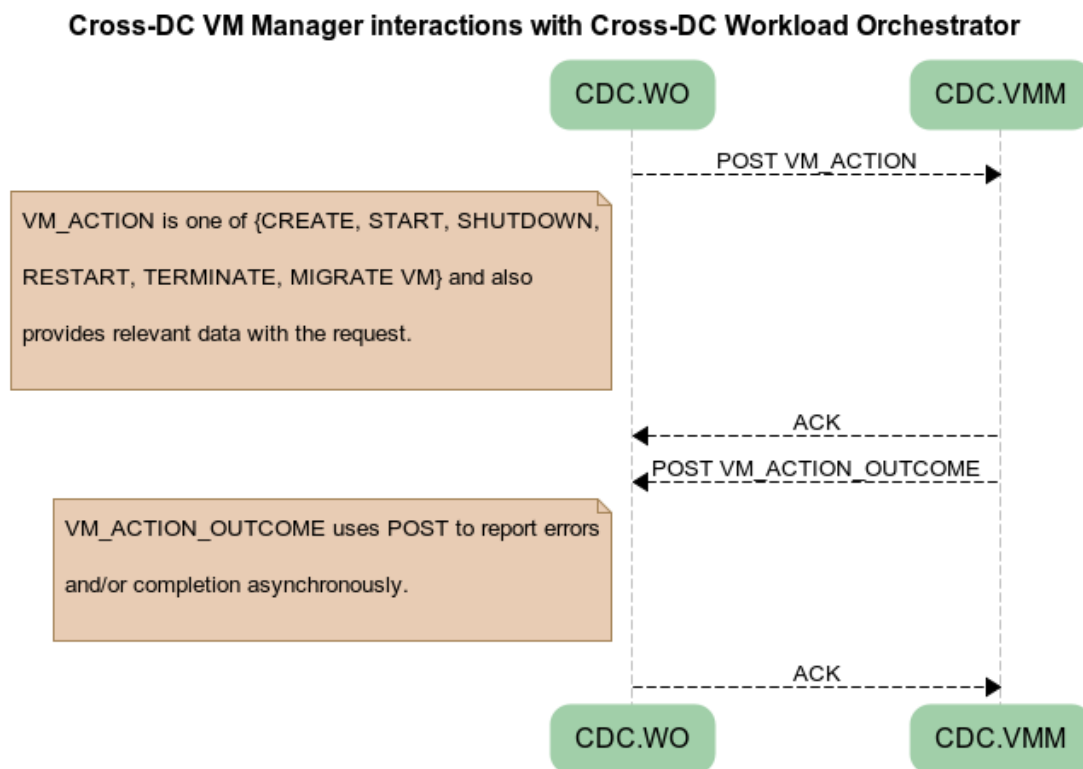 Cross-DC VM Manager interactions with Cross-DC Workload Orchestrator
CDC.WO
CDC.VMM
POST VM_ACTION
VM_ACTION is one of {CREATE, START, SHUTDOWN,
RESTART, TERMINATE, MIGRATE VM} and also
provides relevant data with the request.
ACK
POST VM_ACTION_OUTCOME
VM_ACTION_OUTCOME uses POST to report errors
and/or completion asynchronously.
ACK
CDC.WO
CDC.VMM